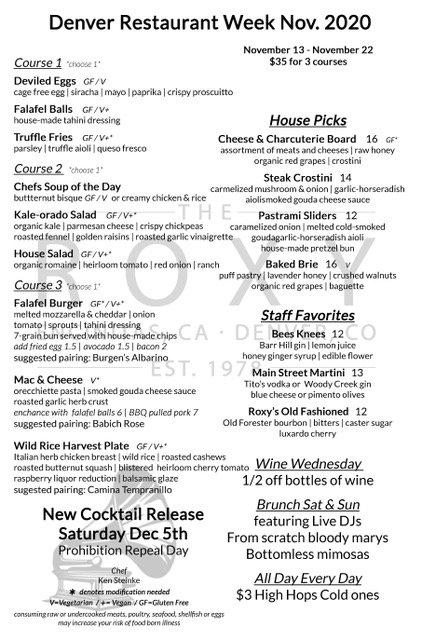 Denver Restaurant Week Nov. 2020
November 13 - November 22
$35 for 3 courses
Course 1 *choose 1*
Deviled Eggs GF / V
cage free egg | siracha | mayo | paprika | crispy proscuitto
Falafel Balls GF / V+
house-made tahini dressing
Truffle Fries GF / V+*
parsley | truffle aioli | queso fresco
Course 2 *choose 1*
Chefs Soup of the Day
buttternut bisque GF / V or creamy chicken & rice
Kale-orado Salad GF / V+*
organic kale | parmesan cheese | crispy chickpeas
roasted fennel | golden raisins | roasted garlic vinaigrette
House Salad GF / V+*
organic romaine | heirloom tomato | red onion | ranch
Course 3 *choose 1*
Falafel Burger GF* / V+*
melted mozzarella & cheddar | onion
tomato | sprouts | tahini dressing
7-grain bun served with house-made chips
add fried egg 1.5 | avocado 1.5 | bacon 2
suggested pairing: Burgen's Albarino
Mac & Cheese V*
orecchiette pasta | smoked gouda cheese sauce
roasted garlic herb crust
enchance with falafel balls 6 | BBQ pulled pork 7
suggested pairing: Babich Rose
Wild Rice Harvest Plate GF / V+*
Italian herb chicken breast | wild rice | roasted cashews
roasted butternut squash | blistered heirloom cherry tomato
raspberry liquor reduction | balsamic glaze
sugested pairing: Camina Tempranillo
New Cocktail Release
Saturday Dec 5th
Prohibition Repeal Day
Chef
Ken Steinke
* denotes modification needed
V=Vegetarian / + = Vegan / GF=Gluten Free
consuming raw or undercooked meats, poultry, seafood, shellfish or eggs
may increase your risk of food born illness
House Picks
Cheese & Charcuterie Board 16 GF*
assortment of meats and cheeses | raw honey
organic red grapes | crostini
Steak Crostini 14
carmelized mushroom & onion | garlic-horseradish
aiolismoked gouda cheese sauce
Pastrami Sliders 12
caramelized onion | melted cold-smoked
goudagarlic-horseradish aioli
house-made pretzel bun
Baked Brie 16 V
puff pastry | lavender honey | crushed walnuts
organic red grapes | baguette
Staff Favorites
Bees Knees 12
Barr Hill gin | lemon juice
honey ginger syrup | edible flower
Main Street Martini 13
Tito's vodka or Woody Creek gin
blue cheese or pimento olives
Roxy's Old Fashioned 12
Old Forester bourbon | bitters | caster sugar
luxardo cherry
Wine Wednesday
1/2 off bottles of wine
Brunch Sat & Sun
featuring Live DJs
From scratch bloody marys
Bottomless mimosas
All Day Every Day
$3 High Hops Cold ones
THE
ROXY
CA · DENVER, CO
EST. 1978